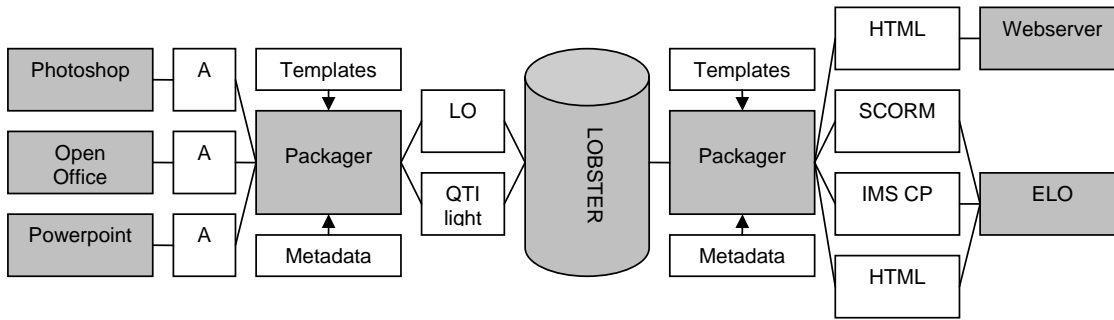 Photoshop
A
Open
Office
A
Powerpoint
A
Templates
Packager
Metadata
LO
QTI
light
LOBSTER
Templates
Packager
Metadata
HTML
SCORM
IMS CP
HTML
Webserver
ELO